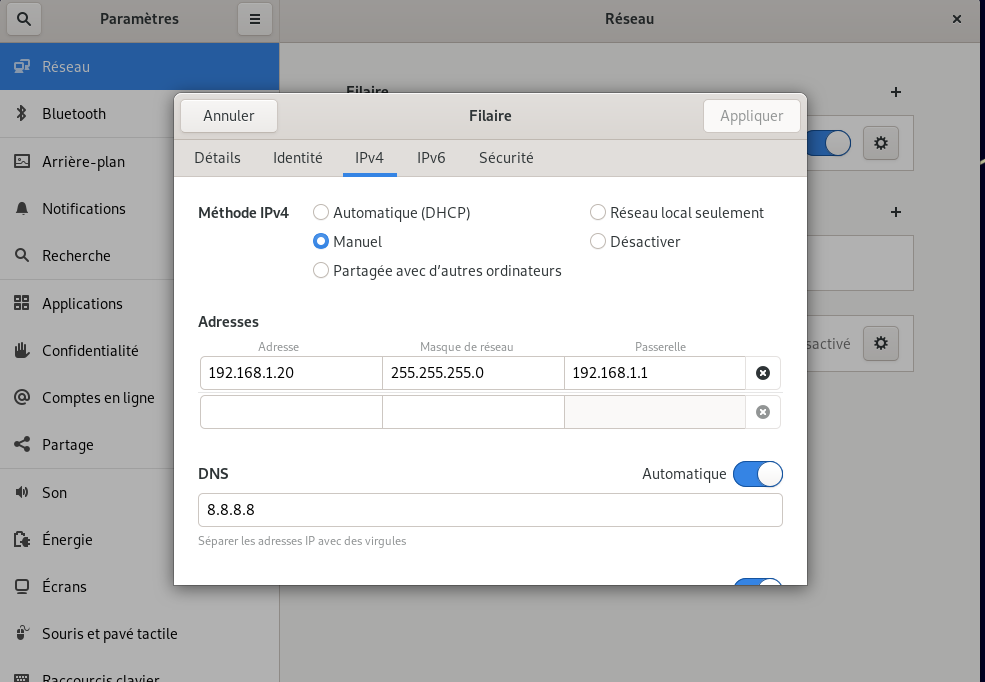 Paramètres
Réseau
Réseau
Bluetooth
Arrière-plan
Notifications
Recherche
Applications
Confidentialité
Comptes en ligne
Partage
Son
Énergie
Écrans
Souris et pavé tactile
Raccourcis clavier
Filaire
Annuler
Filaire
Appliquer
Détails
Identité
IPv4
IPv6
Sécurité
Méthode IPv4
Automatique (DHCP)
Réseau local seulement
Manuel
Désactiver
Partagée avec d’autres ordinateurs
Adresses
Adresse
Masque de réseau
Passerelle
192.168.1.20
255.255.255.0
192.168.1.1
DNS
Automatique
8.8.8.8
Séparer les adresses IP avec des virgules